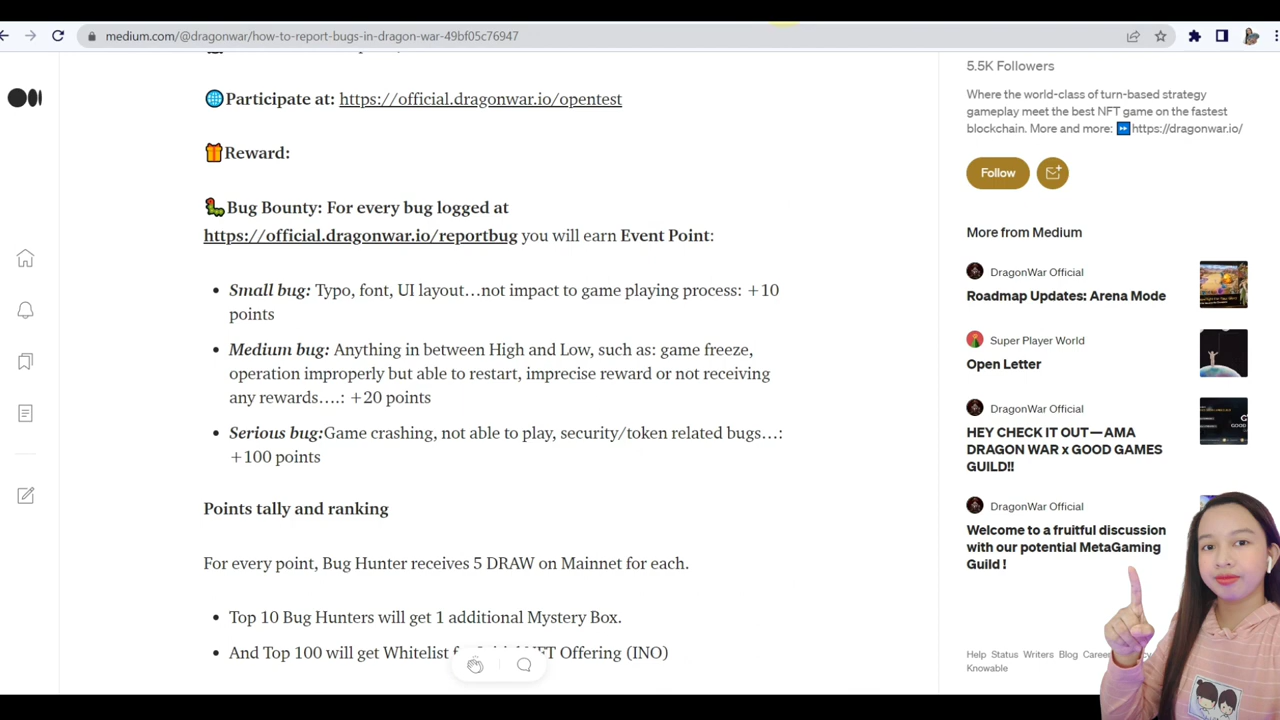 medium.com/@dragonwar/how-to-report-bugs-in-dragon-war-49bf05c76947
Participate at: https://official.dragonwar.io/opentest
Reward:
Bug Bounty: For every bug logged at
https://official.dragonwar.io/reportbug you will earn Event Point:
• Small bug: Typo, font, UI layout…not impact to game playing process: +10
points
• Medium bug: Anything in between High and Low, such as: game freeze,
operation improperly but able to restart, imprecise reward or not receiving
any rewards….: +20 points
• Serious bug:Game crashing, not able to play, security/token related bugs…:
+100 points
Points tally and ranking
For every point, Bug Hunter receives 5 DRAW on Mainnet for each.
• Top 10 Bug Hunters will get 1 additional Mystery Box.
• And Top 100 will get Whitelist Offering (INO)
5.5K Followers
Where the world-class of turn-based strategy
gameplay meet the best NFT game on the fastest
blockchain. More and more: https://dragonwar.io/
Follow
More from Medium
DragonWar Official
Roadmap Updates: Arena Mode
Super Player World
Open Letter
DragonWar Official
HEY CHECK IT OUT — AMA
DRAGON WAR x GOOD GAMES
GUILD!!
DragonWar Official
Welcome to a fruitful discussion
with our potential MetaGaming
Guild !
Help Status Writers Blog
Knowable